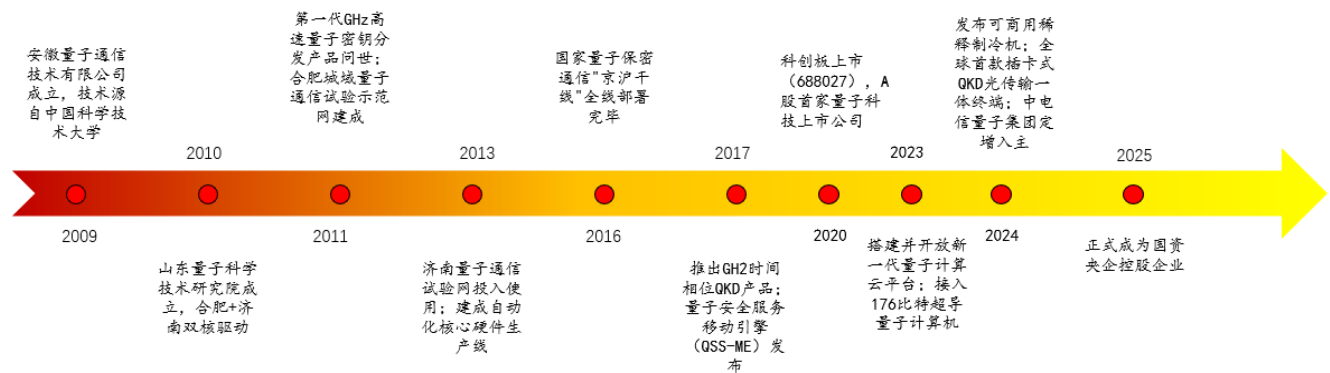 安徽量子通信
技术有限公司
成立，技术源
自中国科学技
术大学
2009
2010
山东量子科学
技术研究院成
立，合肥+济
南双核驱动
第一代GHz高
速量子密钥分
发产品问世；
合肥城域量子
通信试验示范
网建成
2011
2013
济南量子通信
试验网投入使
用；建成自动
化核心硬件生
产线
国家量子保密
通信"京沪干
线"全线部署
完毕
2016
2017
推出GH2时间
相位QKD产品；
量子安全服务
移动引擎
（QSS-ME）发
布
科创板上市
（688027），A
股首家量子科
技上市公司
2020
2023
搭建并开放新
一代量子计算
云平台；接入
176比特超导
量子计算机
发布可商用稀
释制冷机；全
球首款插卡式
QKD光传输一
体终端；中电
信量子集团定
增入主
2024
2025
正式成为国资
央企控股企业